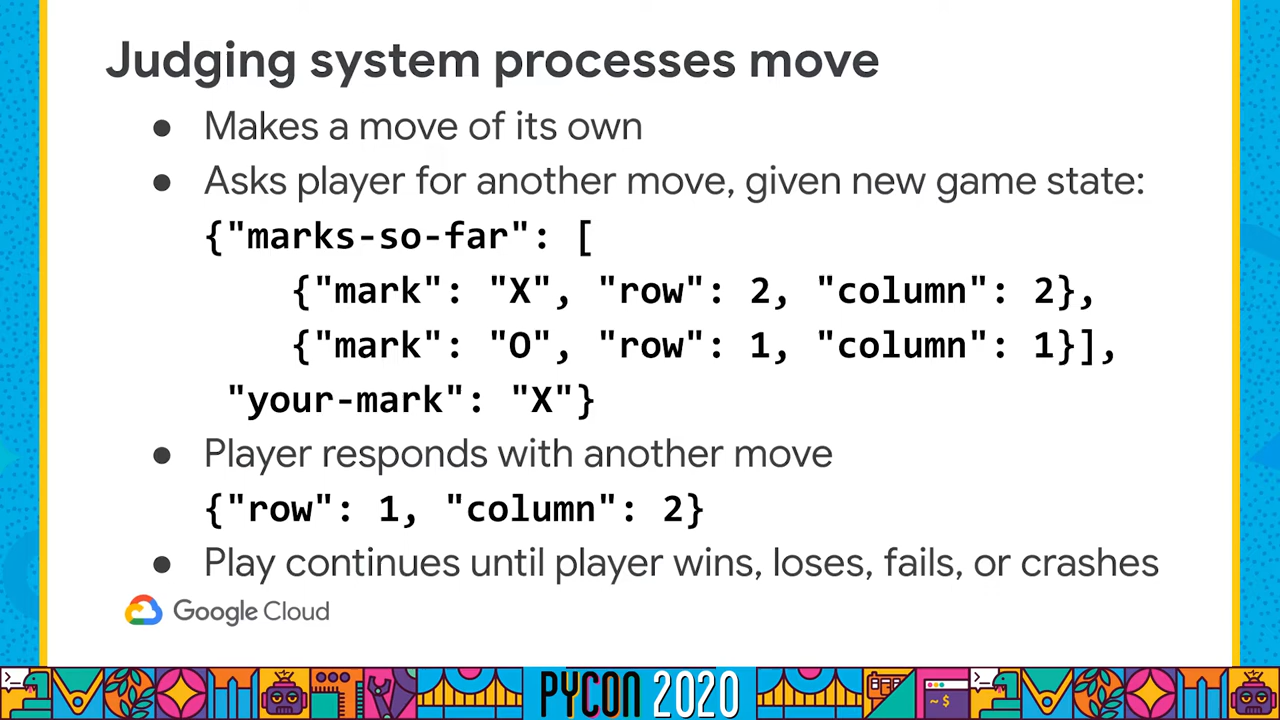 Judging system processes move
● Makes a move of its own
● Asks player for another move, given new game state:
{"marks-so-far": [
{"mark": "X", "row": 2, "column": 2},
{"mark": "O", "row": 1, "column": 1}],
"your-mark": "X"}
● Player responds with another move
{"row": 1, "column": 2}
● Play continues until player wins, loses, fails, or crashes
Google Cloud
PYCON 2020
~$